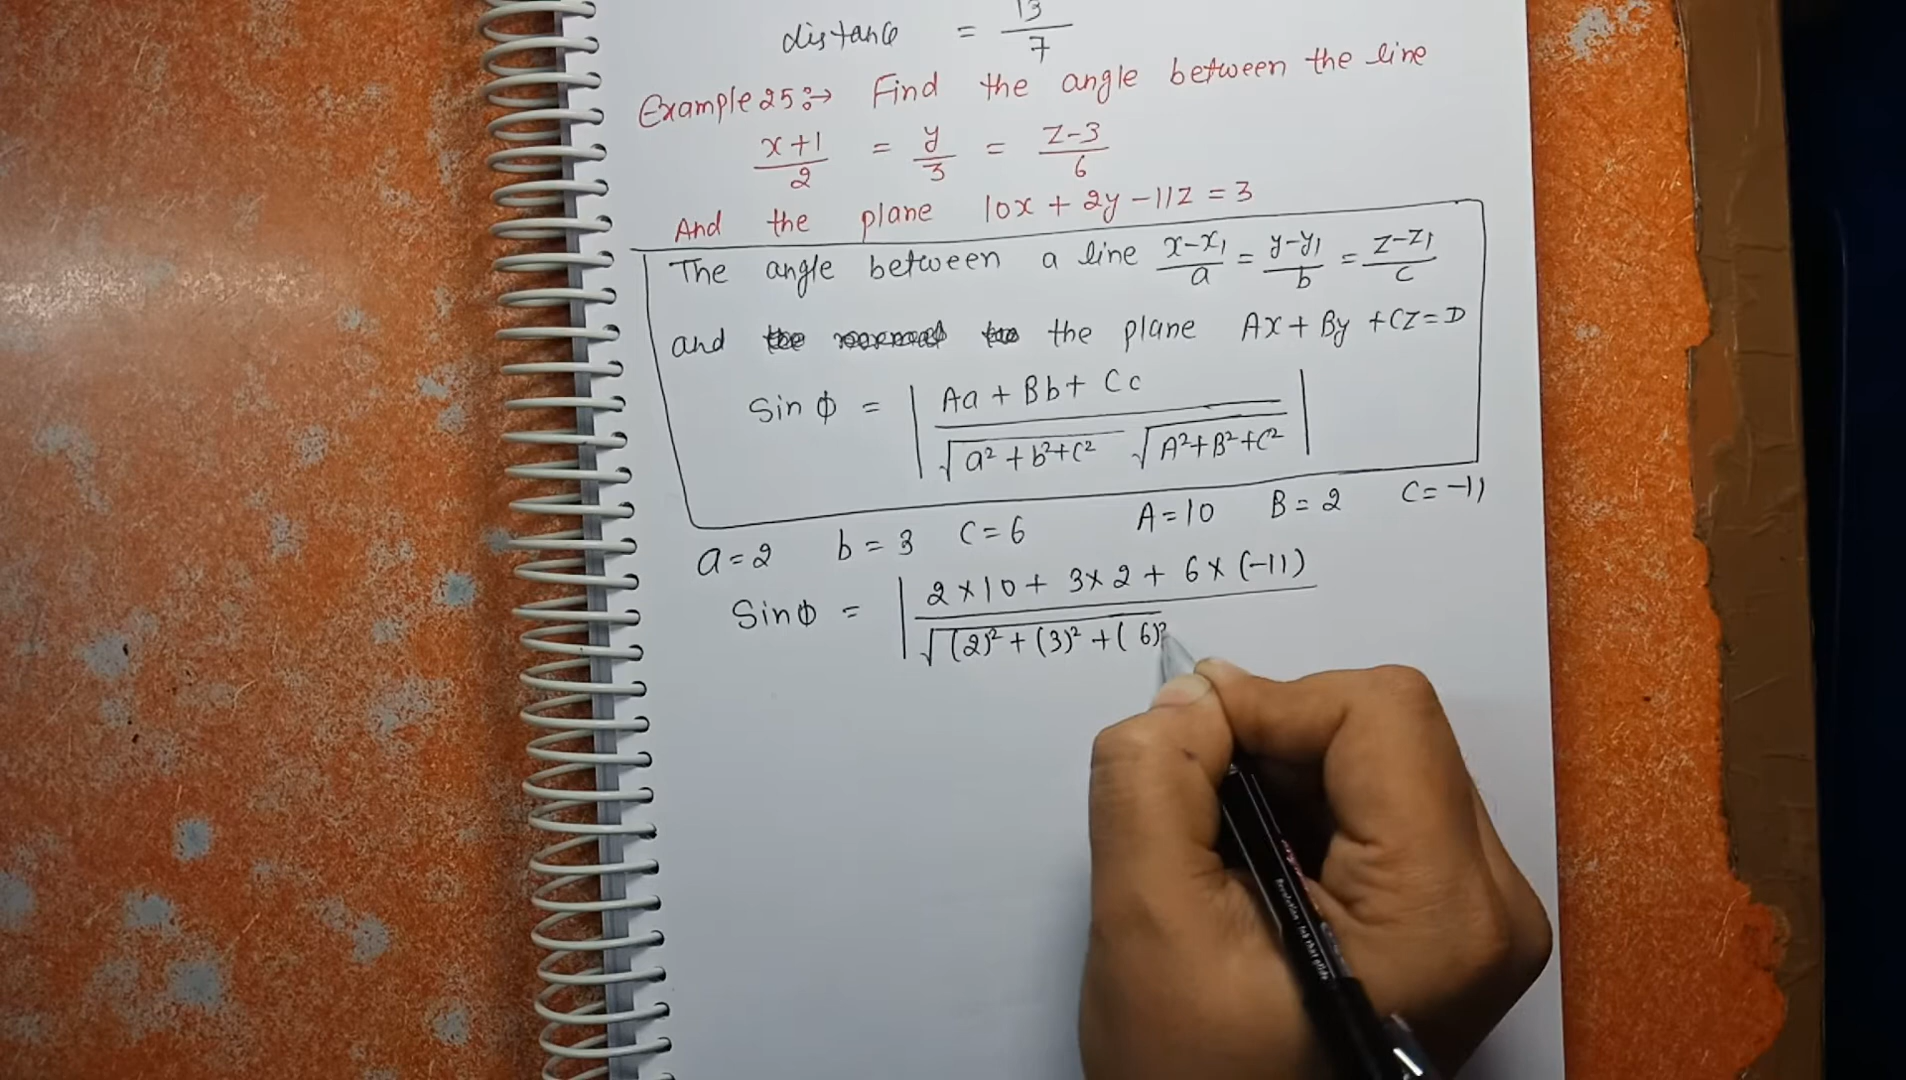 distance = 13/7
Example 25:→ Find the angle between the line
x+1/2 = y/3 = z-3/6
And the plane 10x + 2y - 11z = 3
The angle between a line x-x₁/a = y-y₁/b = z-z₁/c
and the plane Ax + By + Cz = D
Sin φ = | Aa + Bb + Cc / √a² + b² + c² √A² + B² + C² |
a = 2 b = 3 C = 6 A = 10 B = 2 C = -11
Sin φ = | 2 × 10 + 3 × 2 + 6 × (-11) / √(2)² + (3)² + (6)²